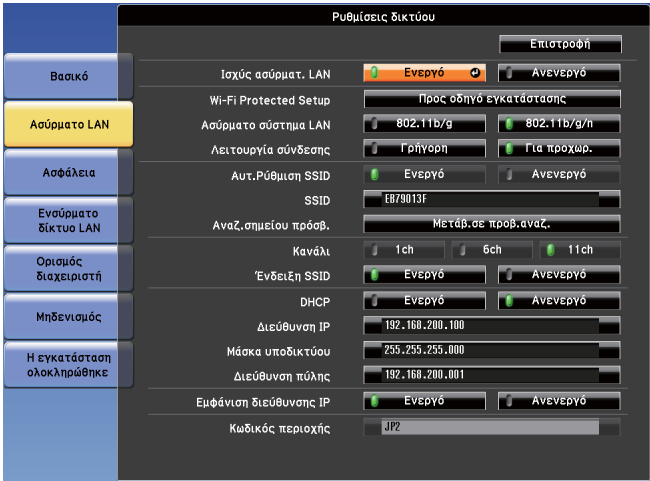 Ρυθμίσεις δικτύου
Επιστροφή
Βασικό
Ασύρματο LAN
Ασφάλεια
Ενσύρματο
δίκτυο LAN
Ορισμός
διαχειριστή
Μηδενισμός
Η εγκατάσταση
ολοκληρώθηκε
Ισχύς ασύρματ. LAN Ενεργό Ανενεργό
Wi-Fi Protected Setup Προς οδηγό εγκατάστασης
Ασύρματο σύστημα LAN 802.11b/g 802.11b/g/n
Λειτουργία σύνδεσης Γρήγορη Για προχωρ.
Αυτ.Ρύθμιση SSID Ενεργό Ανενεργό
SSID EB79013F
Αναζ.σημείου πρόσβ. Μετάβ.σε προβ.αναζ.
Κανάλι 1ch 6ch 11ch
Ένδειξη SSID Ενεργό Ανενεργό
DHCP Ενεργό Ανενεργό
Διεύθυνση IP 192.168.200.100
Μάσκα υποδικτύου 255.255.255.000
Διεύθυνση πύλης 192.168.200.001
Εμφάνιση διεύθυνσης IP Ενεργό Ανενεργό
Κωδικός περιοχής JP2